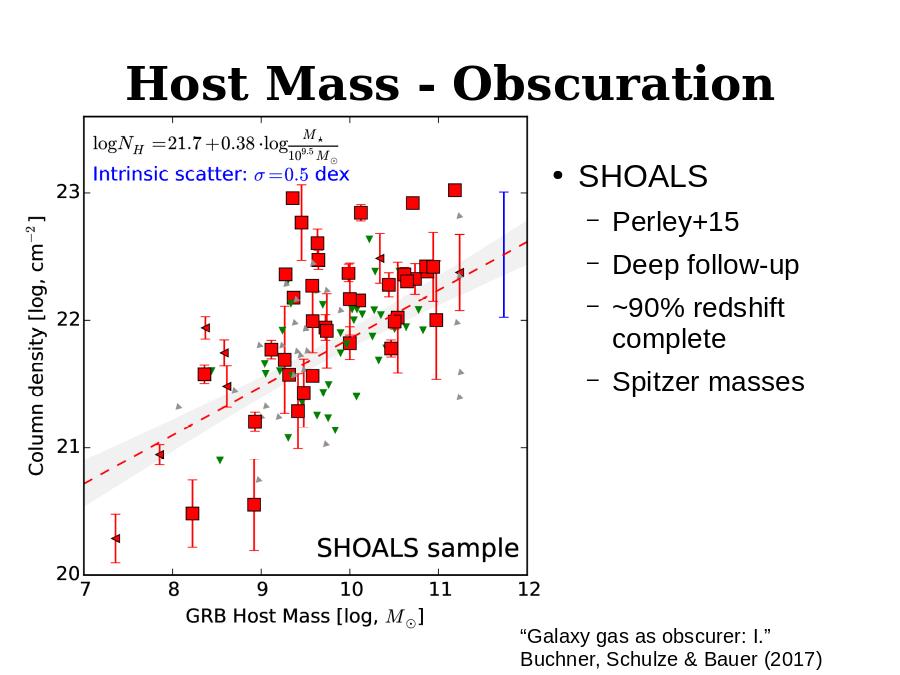 Host Mass - Obscuration
logN_H =21.7+0.38·log M⋆/10^9.5 M⊙
Intrinsic scatter: σ=0.5 dex
23
22
21
20
7 8 9 10 11 12
Column density [log, cm⁻²]
SHOALS sample
GRB Host Mass [log, M⊙]
• SHOALS
– Perley+15
– Deep follow-up
– ~90% redshift
complete
– Spitzer masses
“Galaxy gas as obscurer: I.”
Buchner, Schulze & Bauer (2017)